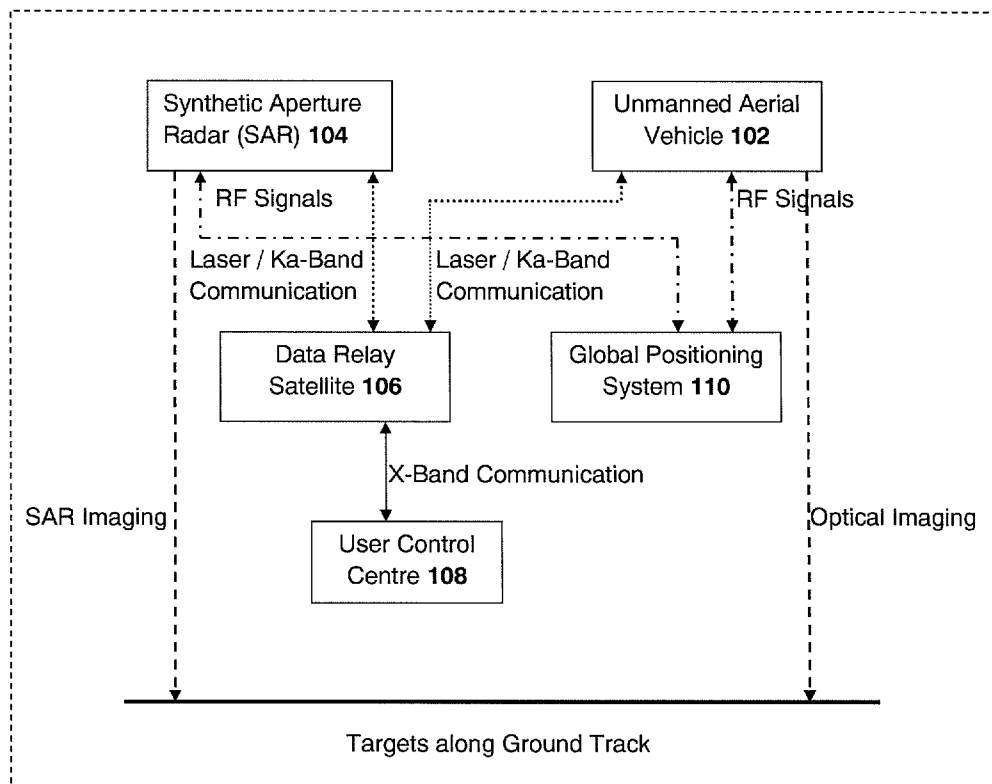 Synthetic Aperture
Radar (SAR) 104
Unmanned Aerial
Vehicle 102
RF Signals
RF Signals
Laser / Ka-Band
Communication
Laser / Ka-Band
Communication
Data Relay
Satellite 106
Global Positioning
System 110
X-Band Communication
SAR Imaging
Optical Imaging
User Control
Centre 108
Targets along Ground Track